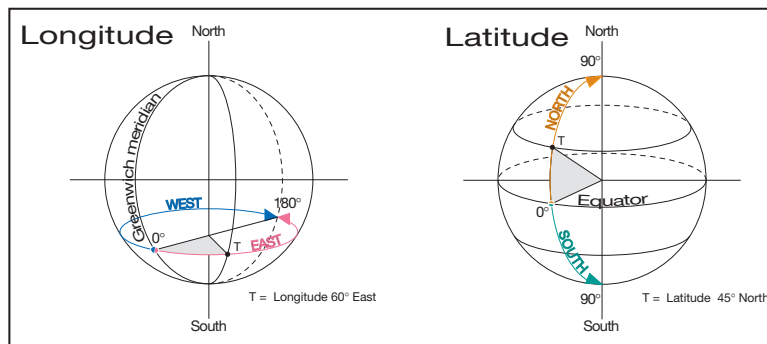 Longitude
North
Greenwich meridian
WEST
180°
0°
EAST
T
T = Longitude 60° East
South
Latitude
North
90°
NORTH
T
0°
Equator
SOUTH
90°
T = Latitude 45° North
South